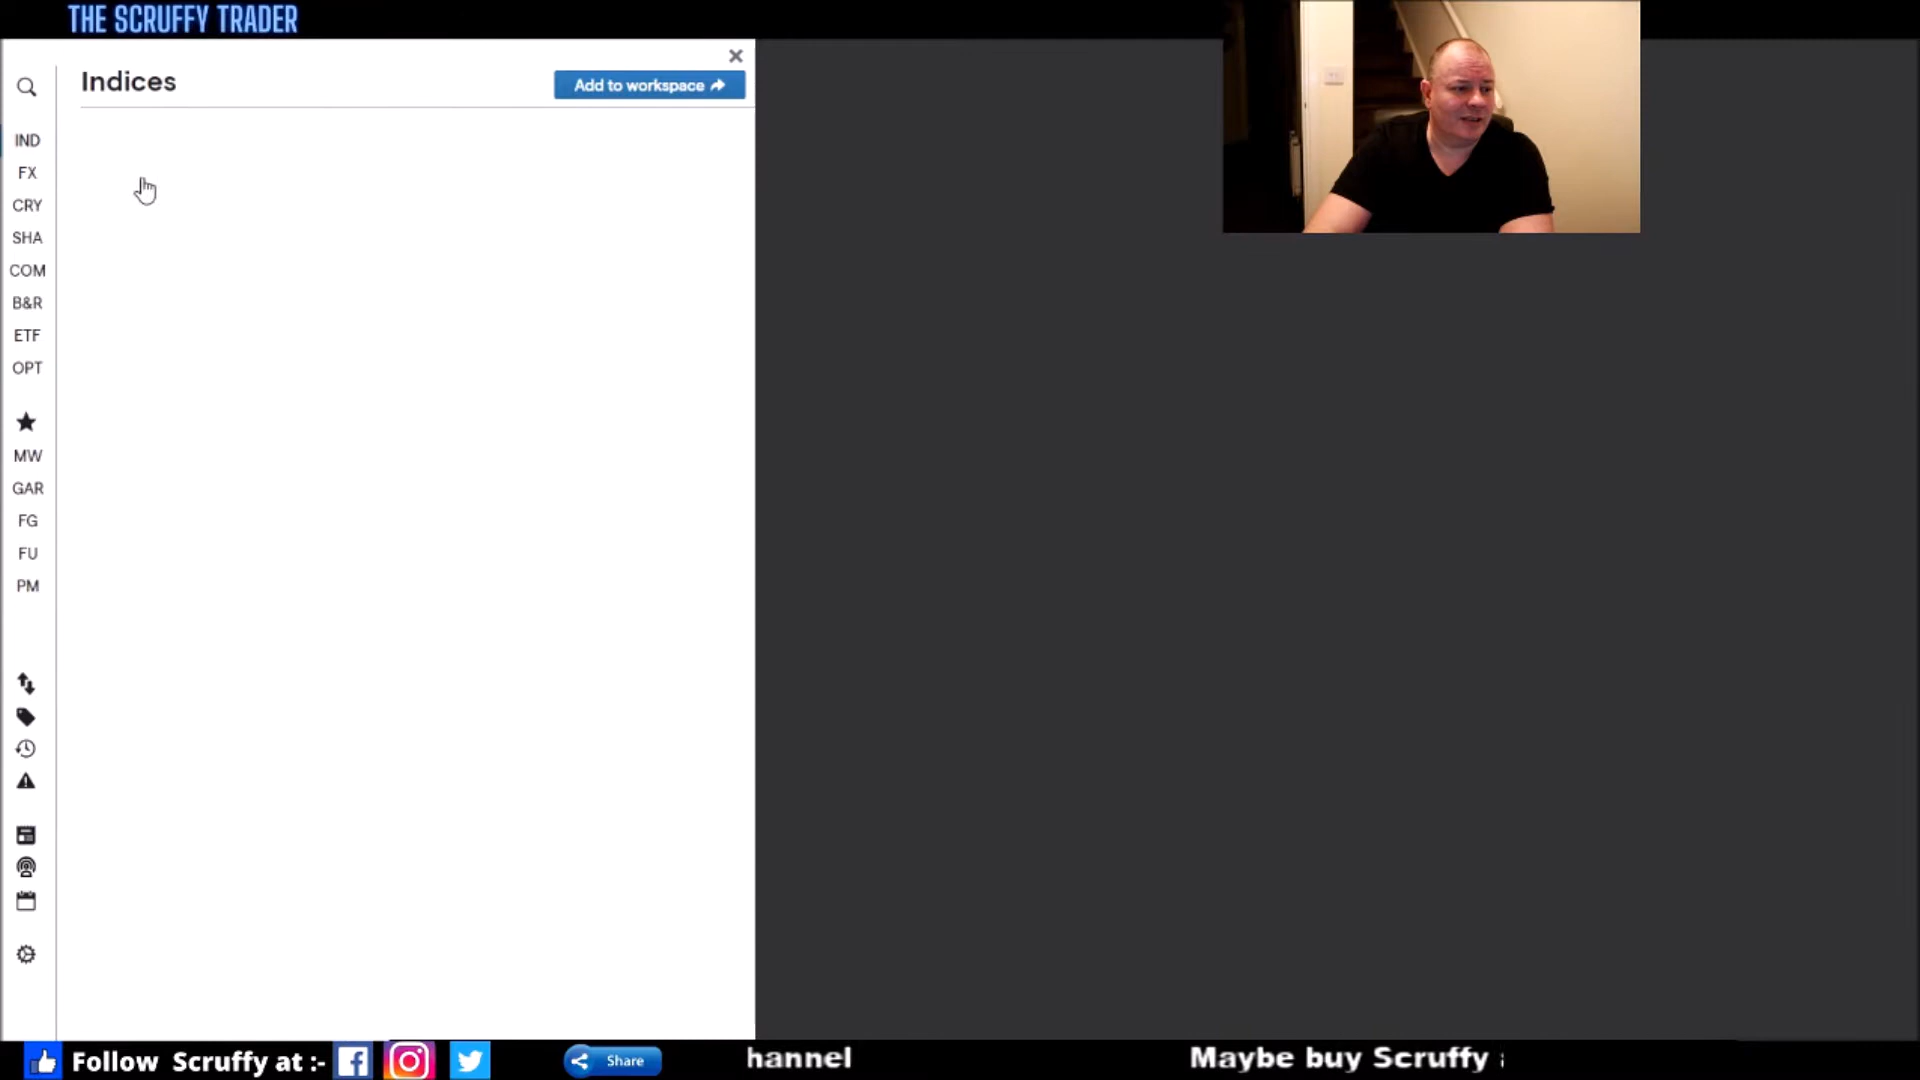 THE SCRUFFY TRADER
Indices
Add to workspace
IND
FX
CRY
SHA
COM
B&R
ETF
OPT
MW
GAR
FG
FU
PM
Follow Scruffy at :-
Share
hannel
Maybe buy Scruffy